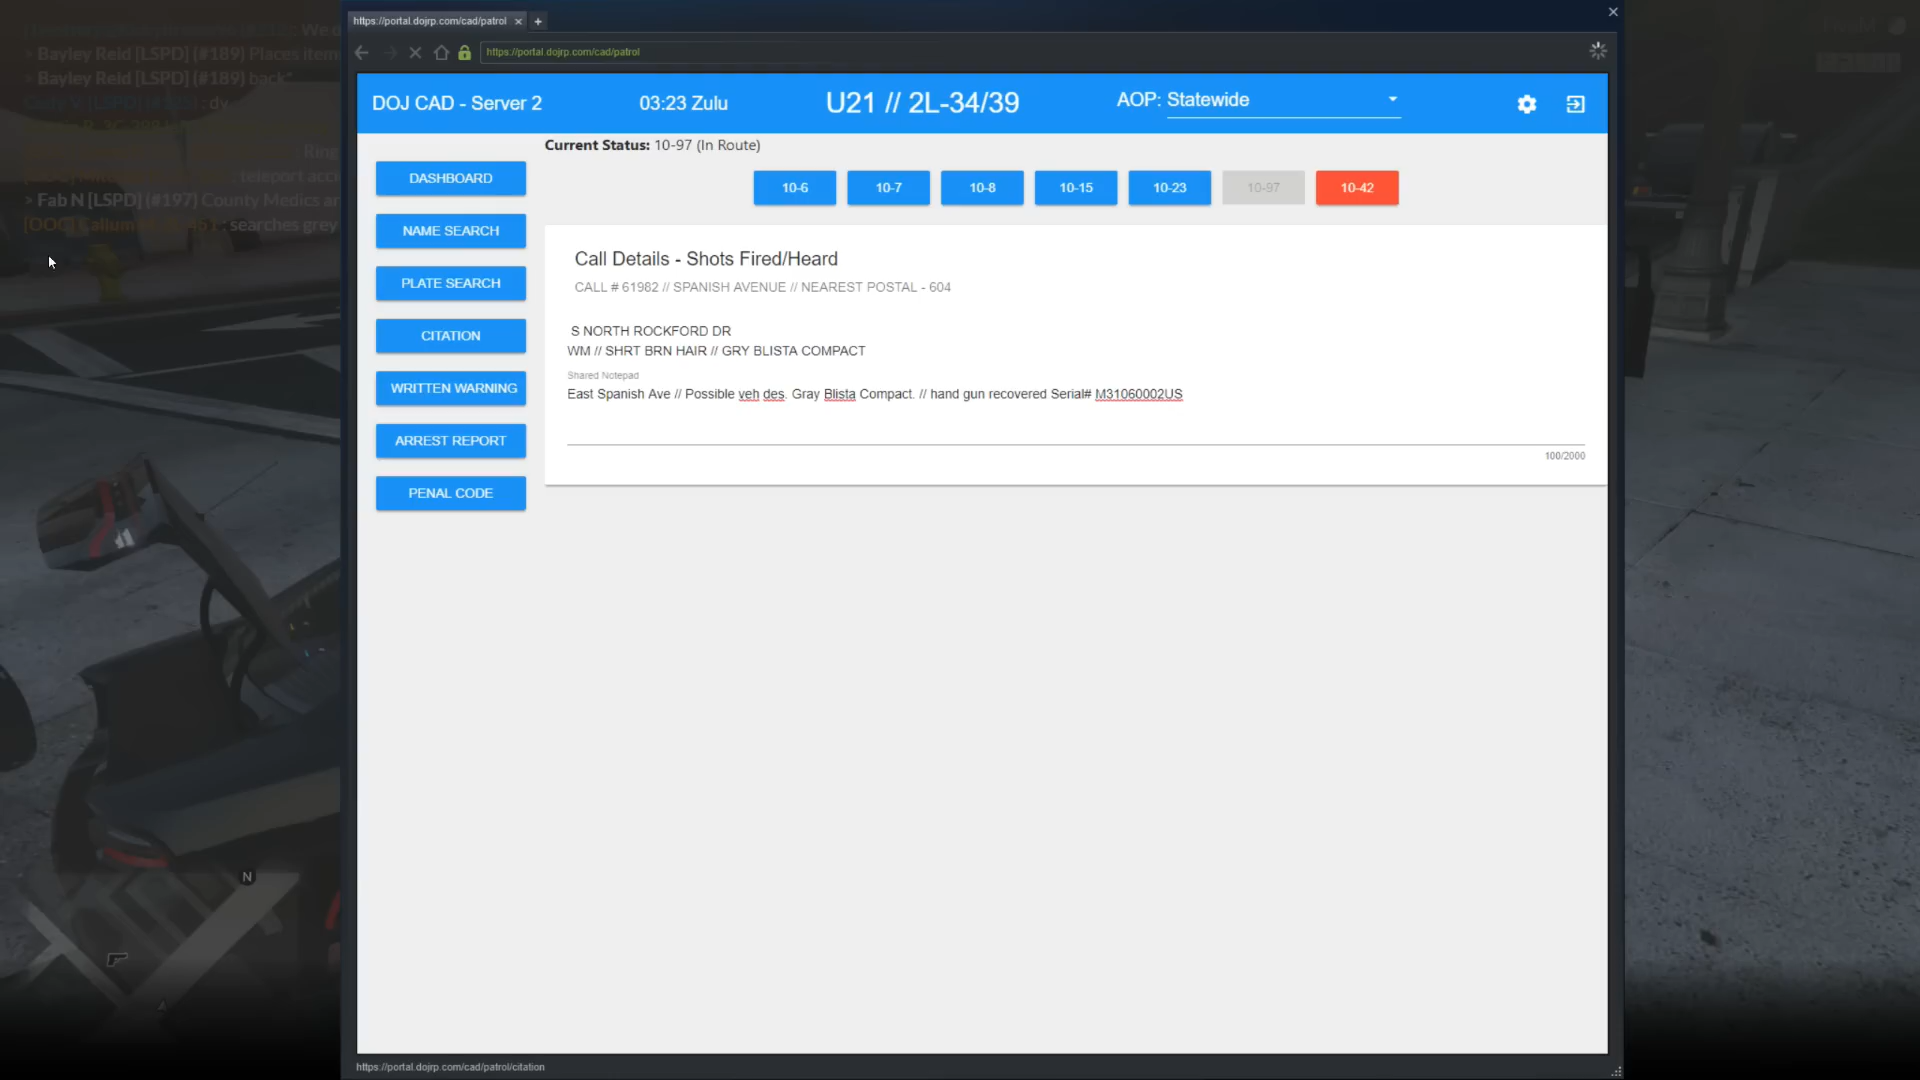 https://portal.dojrp.com/cad/patrol
https://portal.dojrp.com/cad/patrol
> Bayley Reid [LSPD] (#189) Places item
> Bayley Reid [LSPD] (#189) back*
: dv
: Ring
: teleport acci
> Fab N [LSPD] (#197) County Medics ar
[OOC] Callum : searches grey
DOJ CAD - Server 2
03:23 Zulu
U21 // 2L-34/39
AOP: Statewide
Current Status: 10-97 (In Route)
10-6
10-7
10-8
10-15
10-23
10-97
10-42
DASHBOARD
NAME SEARCH
PLATE SEARCH
CITATION
WRITTEN WARNING
ARREST REPORT
PENAL CODE
Call Details - Shots Fired/Heard
CALL # 61982 // SPANISH AVENUE // NEAREST POSTAL - 604
S NORTH ROCKFORD DR
WM // SHRT BRN HAIR // GRY BLISTA COMPACT
Shared Notepad
East Spanish Ave // Possible veh des. Gray Blista Compact. // hand gun recovered Serial# M31060002US
100/2000
N
https://portal.dojrp.com/cad/patrol/citation